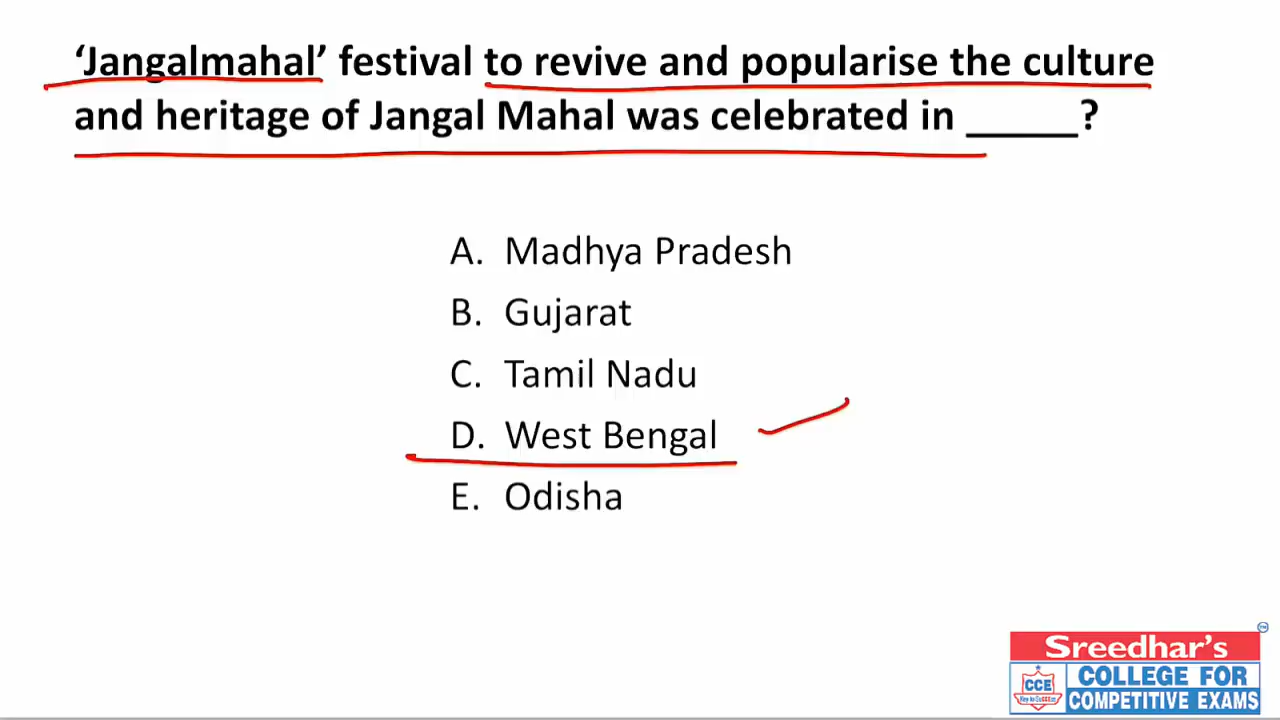 ‘Jangalmahal’ festival to revive and popularise the culture
and heritage of Jangal Mahal was celebrated in _____?
A. Madhya Pradesh
B. Gujarat
C. Tamil Nadu
D. West Bengal
E. Odisha
Sreedhar's
CCE
COLLEGE FOR
COMPETITIVE EXAMS